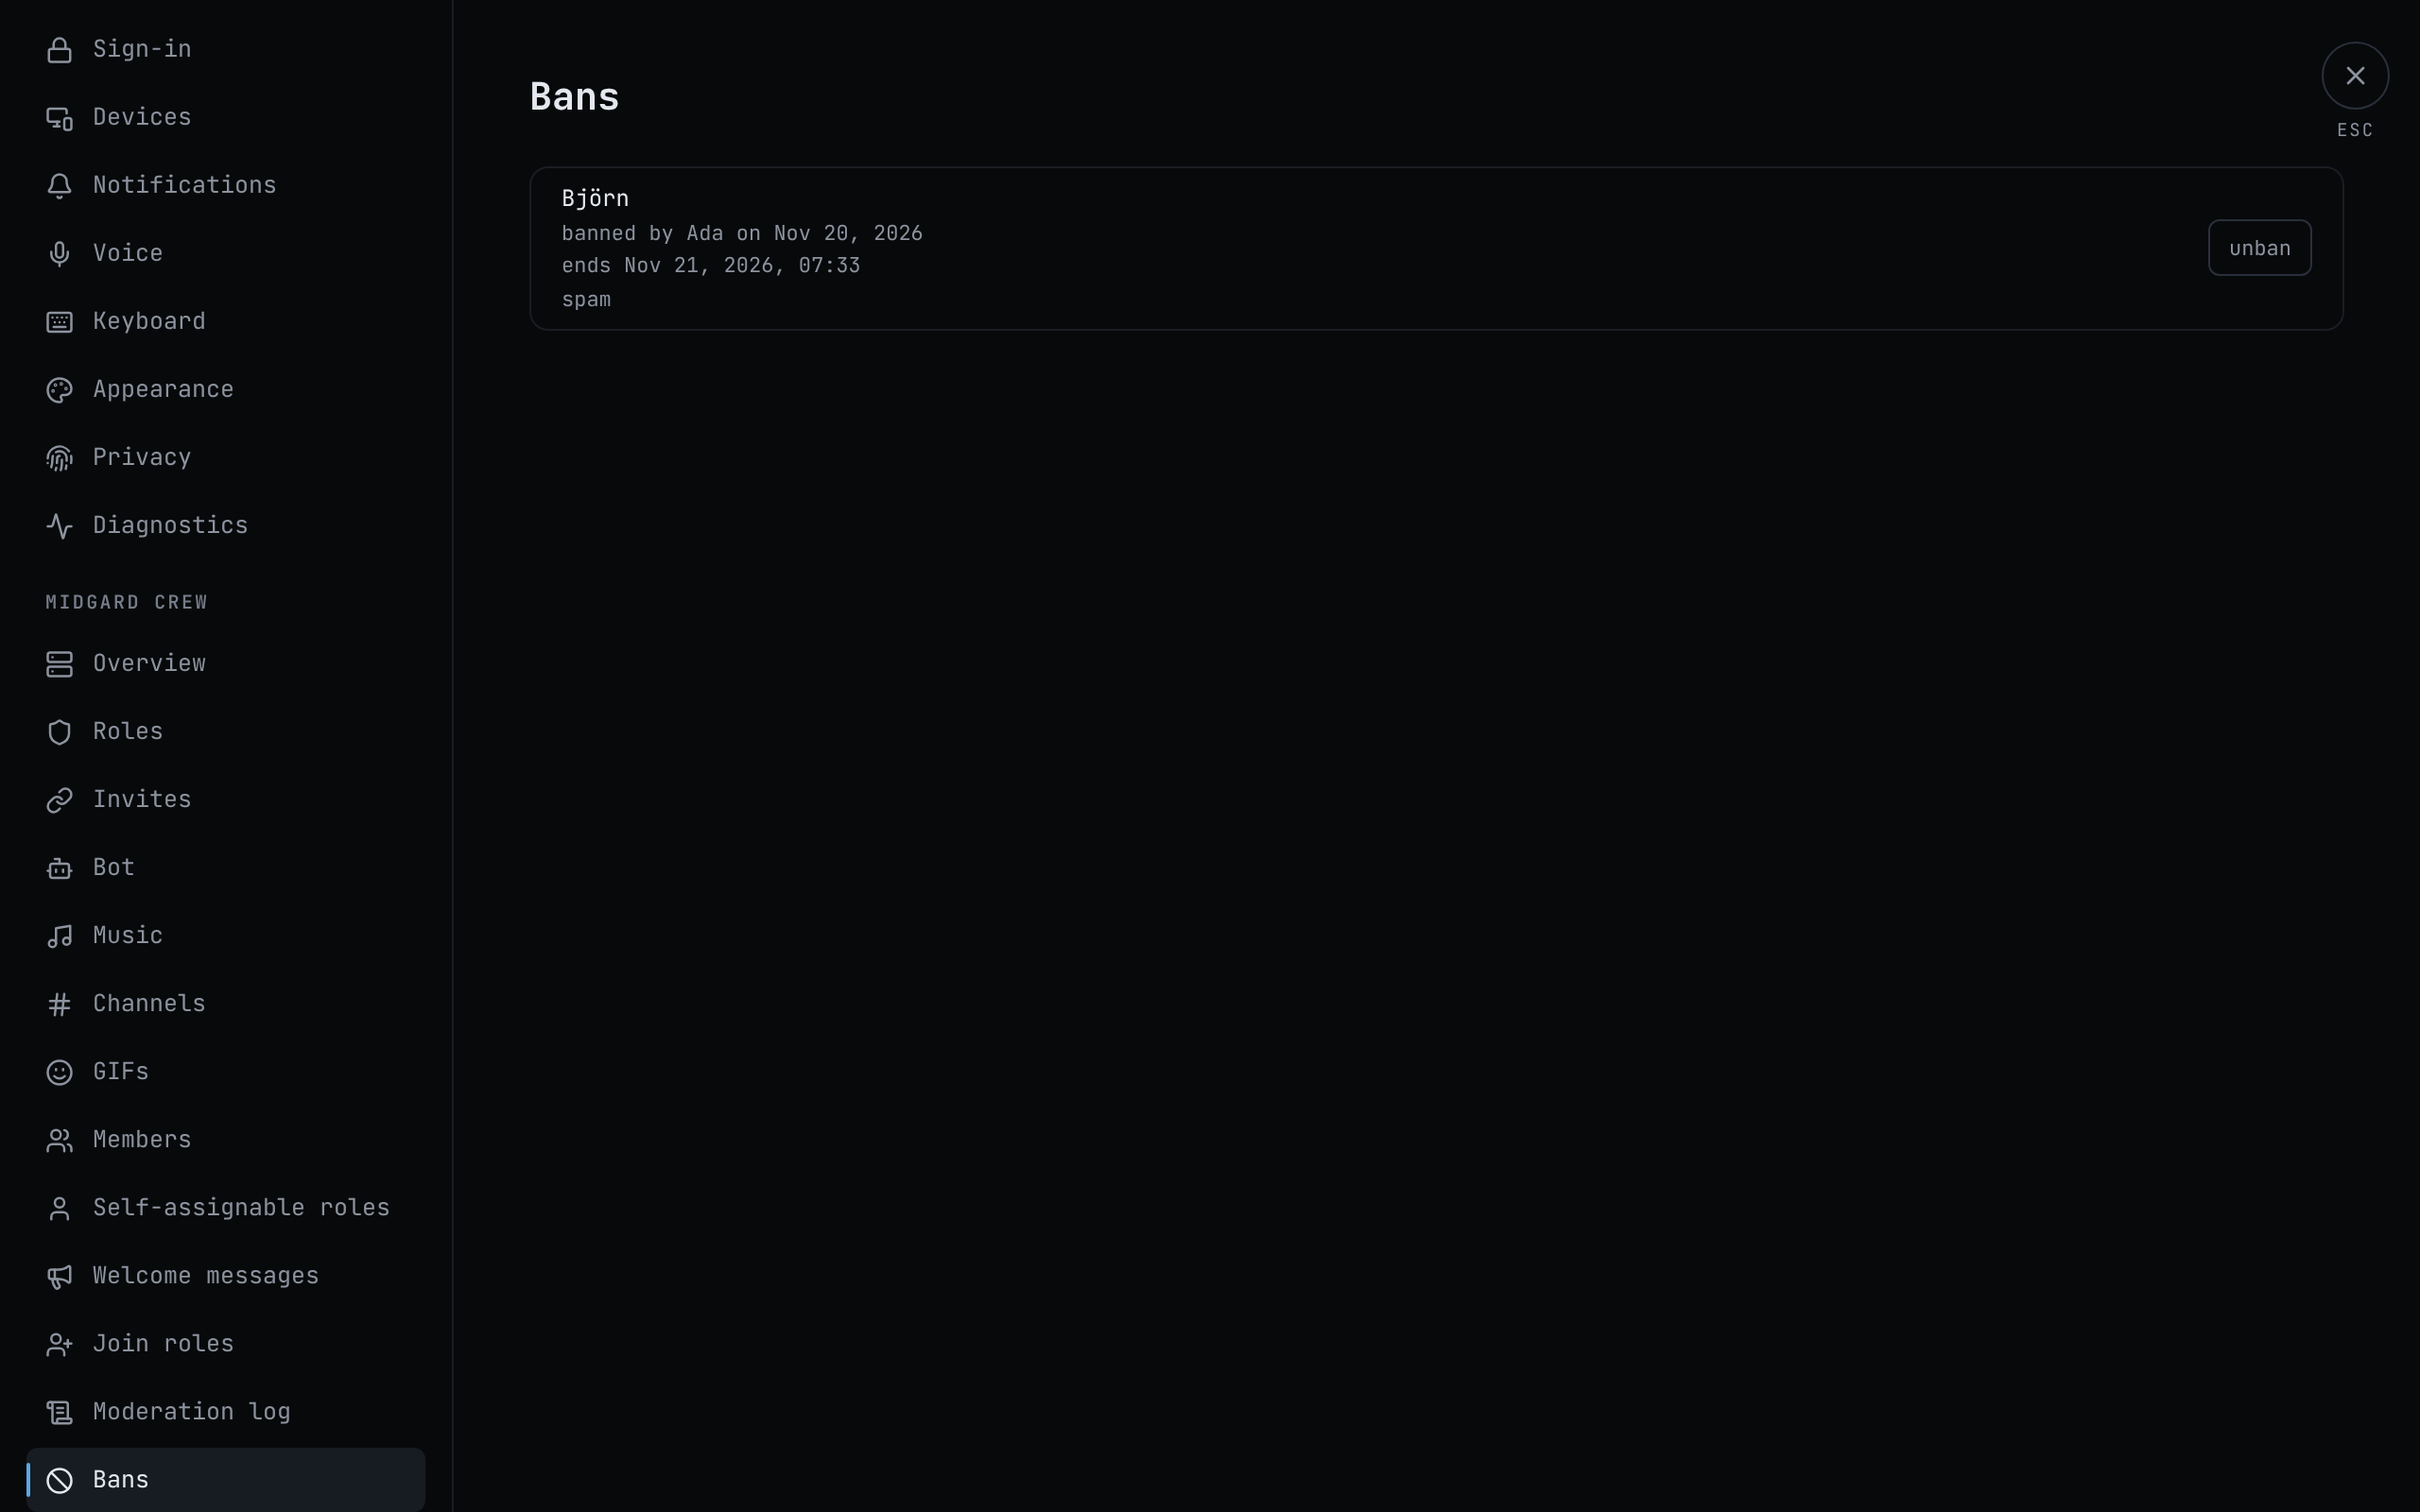 Sign-in
Devices
Notifications
Voice
Keyboard
Appearance
Privacy
Diagnostics
MIDGARD CREW
Overview
Roles
Invites
Bot
Music
Channels
GIFs
Members
Self-assignable roles
Welcome messages
Join roles
Moderation log
Bans
Bans
ESC
Björn
banned by Ada on Nov 20, 2026
ends Nov 21, 2026, 07:33
spam
unban